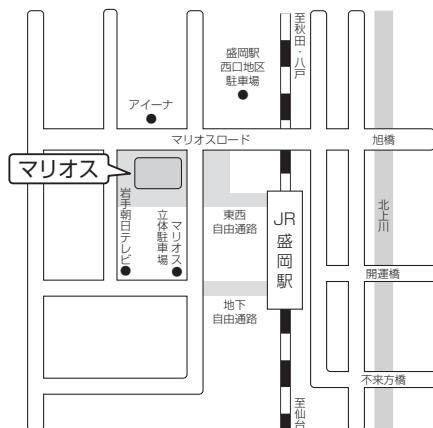 至秋田・八戸
盛岡駅
西口地区
駐車場
アイーナ
マリオスロード
旭橋
マリオス
岩手朝日テレビ
マリオス
立体駐車場
東西
自由通路
JR盛岡駅
北上川
開運橋
地下
自由通路
不来方橋
至仙台